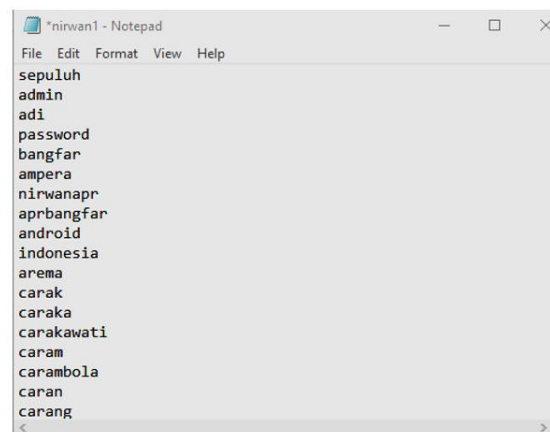 *nirwan1 - Notepad
File Edit Format View Help
sepuluh
admin
adi
password
bangfar
ampera
nirwanapr
aprbangfar
android
indonesia
arema
carak
caraka
carakawati
caram
carambola
caran
carang